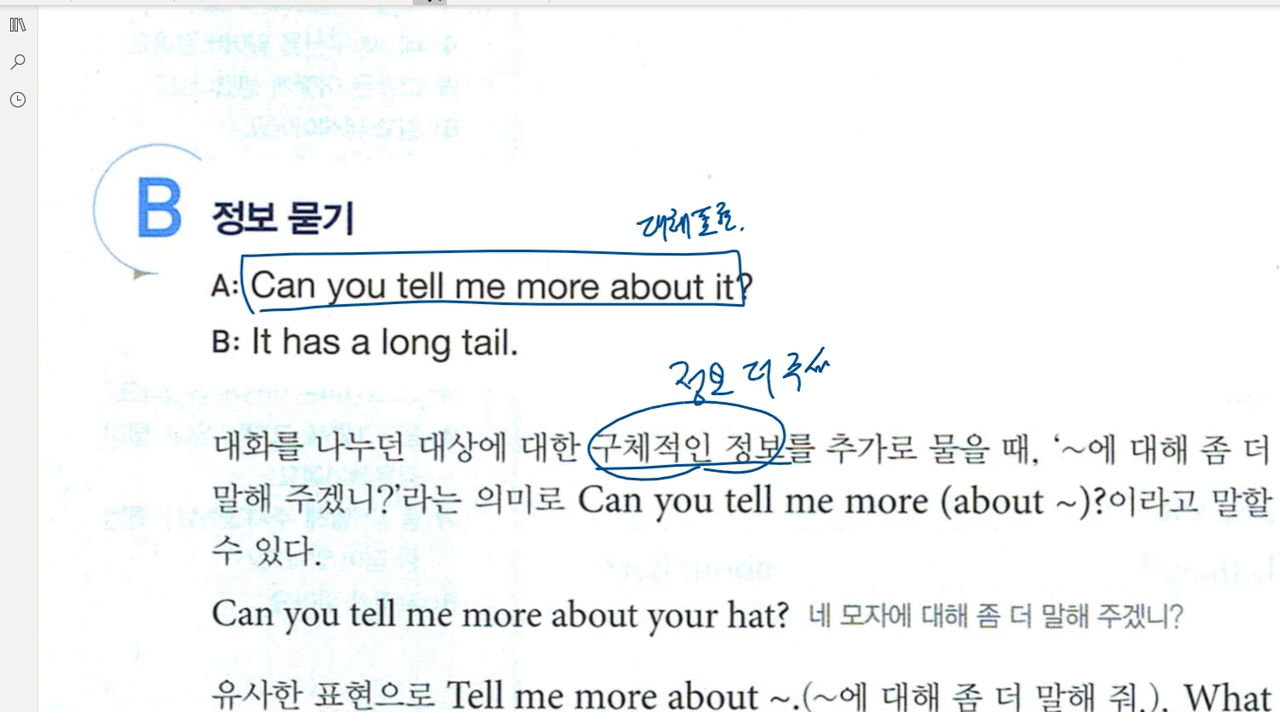 B 정보 묻기
대표표현.
A: Can you tell me more about it?
B: It has a long tail.
정보 더 주세
대화를 나누던 대상에 대한 구체적인 정보를 추가로 물을 때, ‘~에 대해 좀 더
말해 주겠니?’라는 의미로 Can you tell me more (about ~)?이라고 말할
수 있다.
Can you tell me more about your hat? 네 모자에 대해 좀 더 말해 주겠니?
유사한 표현으로 Tell me more about ~.(~에 대해 좀 더 말해 줘.), What